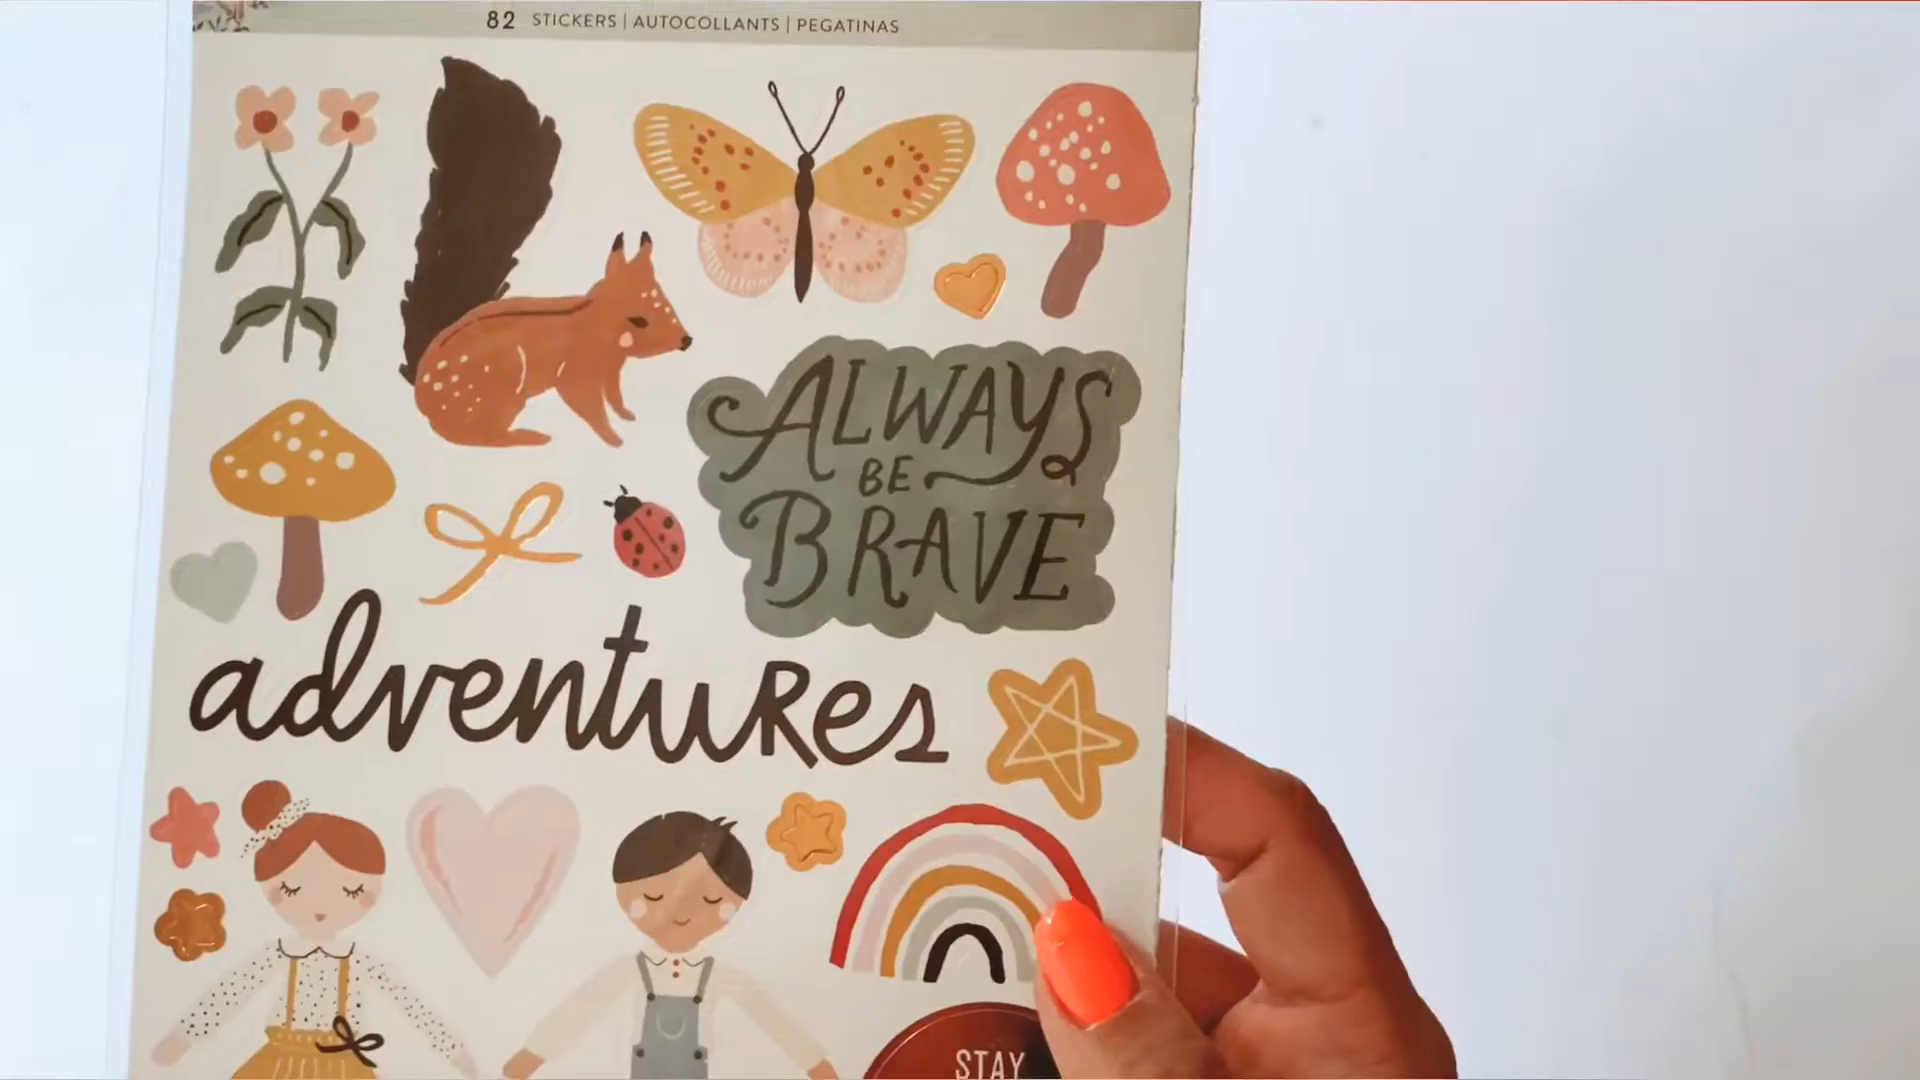 82 STICKERS | AUTOCOLLANTS | PEGATINAS
ALWAYS
BE
BRAVE
adventures
STAY